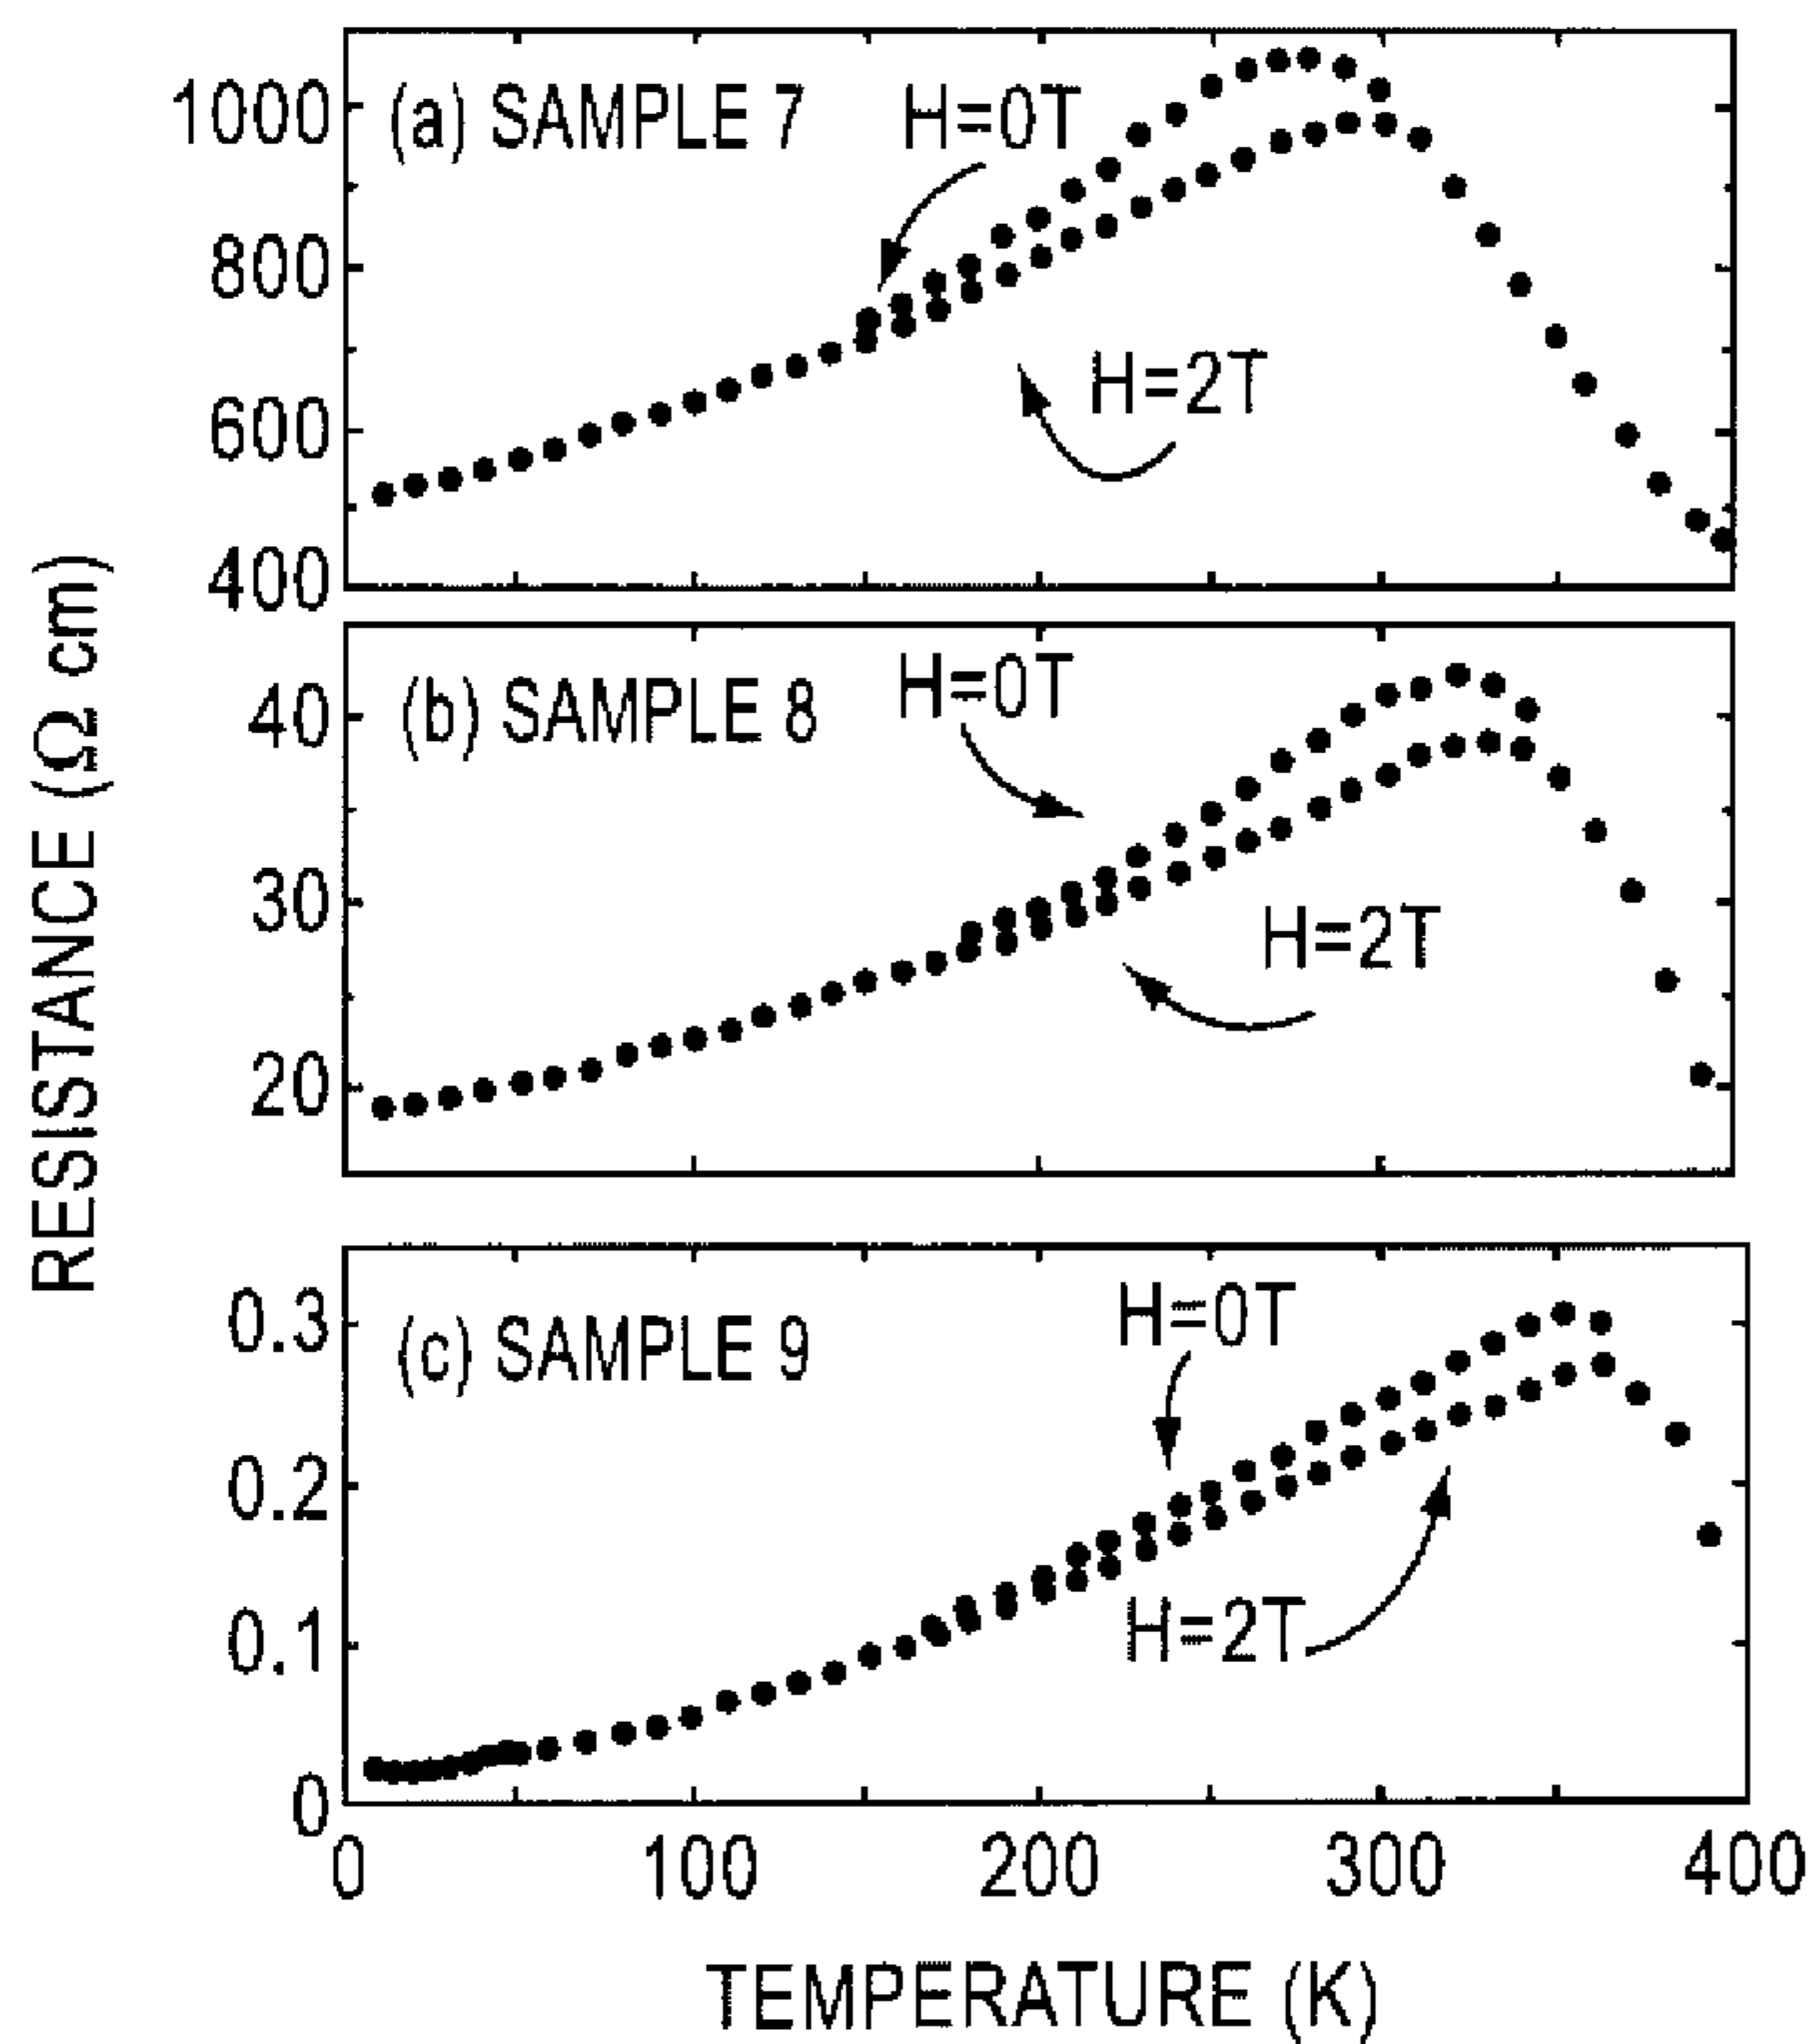 RESISTANCE (Ω cm)
1000
800
600
400
(a) SAMPLE 7
H=0T
H=2T
40
30
20
(b) SAMPLE 8
H=0T
H=2T
0.3
0.2
0.1
0
(c) SAMPLE 9
H=0T
H=2T
0
100
200
300
400
TEMPERATURE (K)